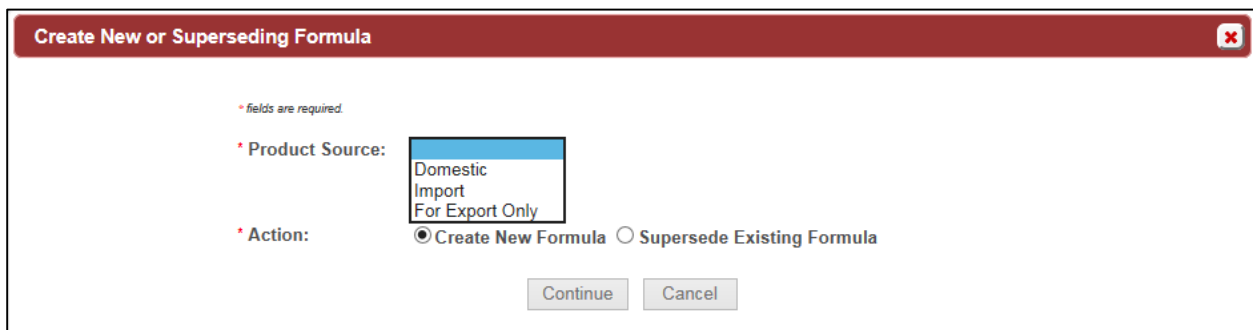 Create New or Superseding Formula
* fields are required.
* Product Source:
Domestic
Import
For Export Only
* Action: Create New Formula Supersede Existing Formula
Continue Cancel